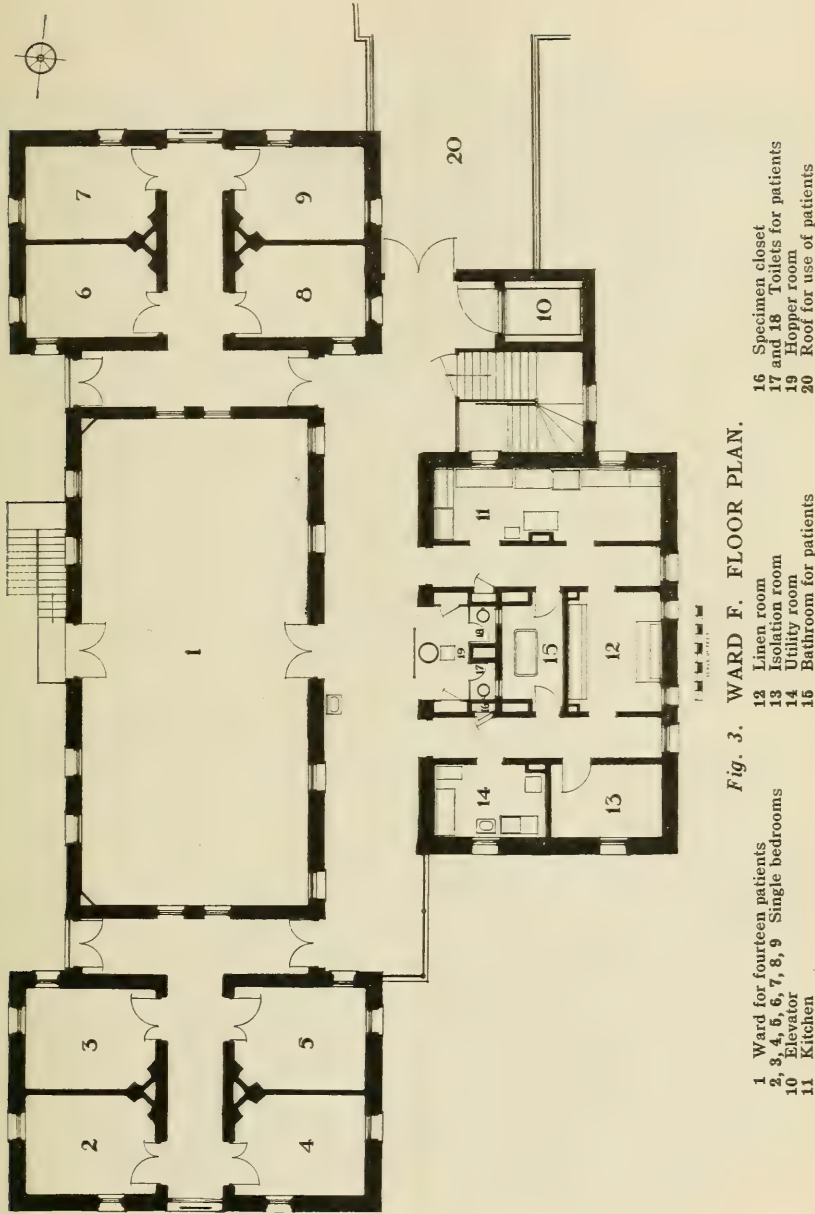 20
7
9
6
8
10
1
11
18
19
17
16
15
12
14
13
3
5
2
4
Fig. 3. WARD F. FLOOR PLAN.
1 Ward for fourteen patients
2, 3, 4, 5, 6, 7, 8, 9 Single bedrooms
10 Elevator
11 Kitchen
12 Linen room
13 Isolation room
14 Utility room
15 Bathroom for patients
16 Specimen closet
17 and 18 Toilets for patients
19 Hopper room
20 Roof for use of patients